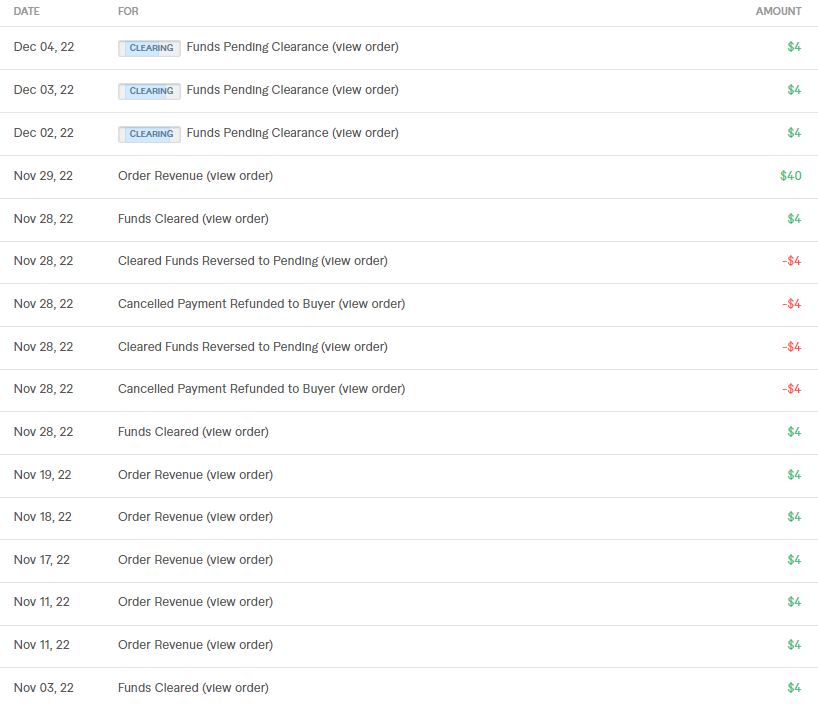 DATE FOR AMOUNT
Dec 04, 22 CLEARING Funds Pending Clearance (view order) $4
Dec 03, 22 CLEARING Funds Pending Clearance (view order) $4
Dec 02, 22 CLEARING Funds Pending Clearance (view order) $4
Nov 29, 22 Order Revenue (view order) $40
Nov 28, 22 Funds Cleared (view order) $4
Nov 28, 22 Cleared Funds Reversed to Pending (view order) -$4
Nov 28, 22 Cancelled Payment Refunded to Buyer (view order) -$4
Nov 28, 22 Cleared Funds Reversed to Pending (view order) -$4
Nov 28, 22 Cancelled Payment Refunded to Buyer (view order) -$4
Nov 28, 22 Funds Cleared (view order) $4
Nov 19, 22 Order Revenue (view order) $4
Nov 18, 22 Order Revenue (view order) $4
Nov 17, 22 Order Revenue (view order) $4
Nov 11, 22 Order Revenue (view order) $4
Nov 11, 22 Order Revenue (view order) $4
Nov 03, 22 Funds Cleared (view order) $4